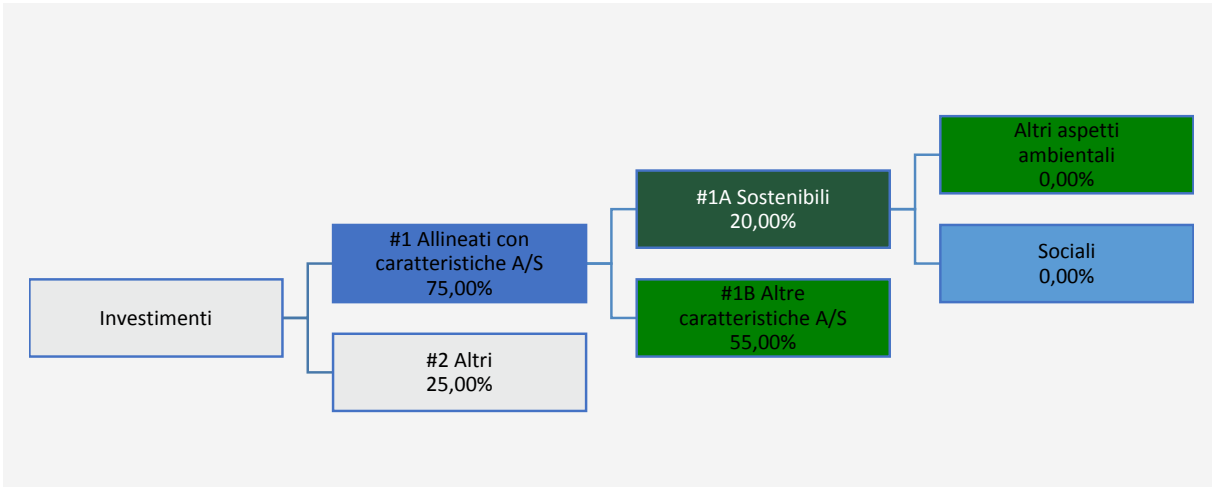 Investimenti
#1 Allineati con
caratteristiche A/S
75,00%
#2 Altri
25,00%
#1A Sostenibili
20,00%
#1B Altre
caratteristiche A/S
55,00%
Altri aspetti
ambientali
0,00%
Sociali
0,00%